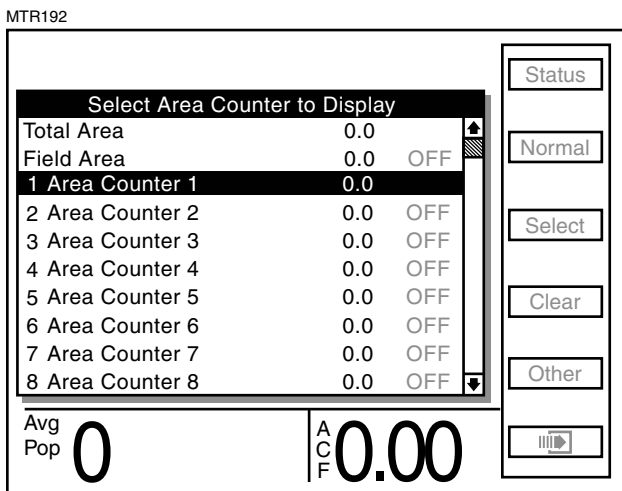 MTR192
Select Area Counter to Display
Total Area 0.0
Field Area 0.0 OFF
1 Area Counter 1 0.0
2 Area Counter 2 0.0 OFF
3 Area Counter 3 0.0 OFF
4 Area Counter 4 0.0 OFF
5 Area Counter 5 0.0 OFF
6 Area Counter 6 0.0 OFF
7 Area Counter 7 0.0 OFF
8 Area Counter 8 0.0 OFF
Status
Normal
Select
Clear
Other
Avg
Pop 0
ACF 0.00